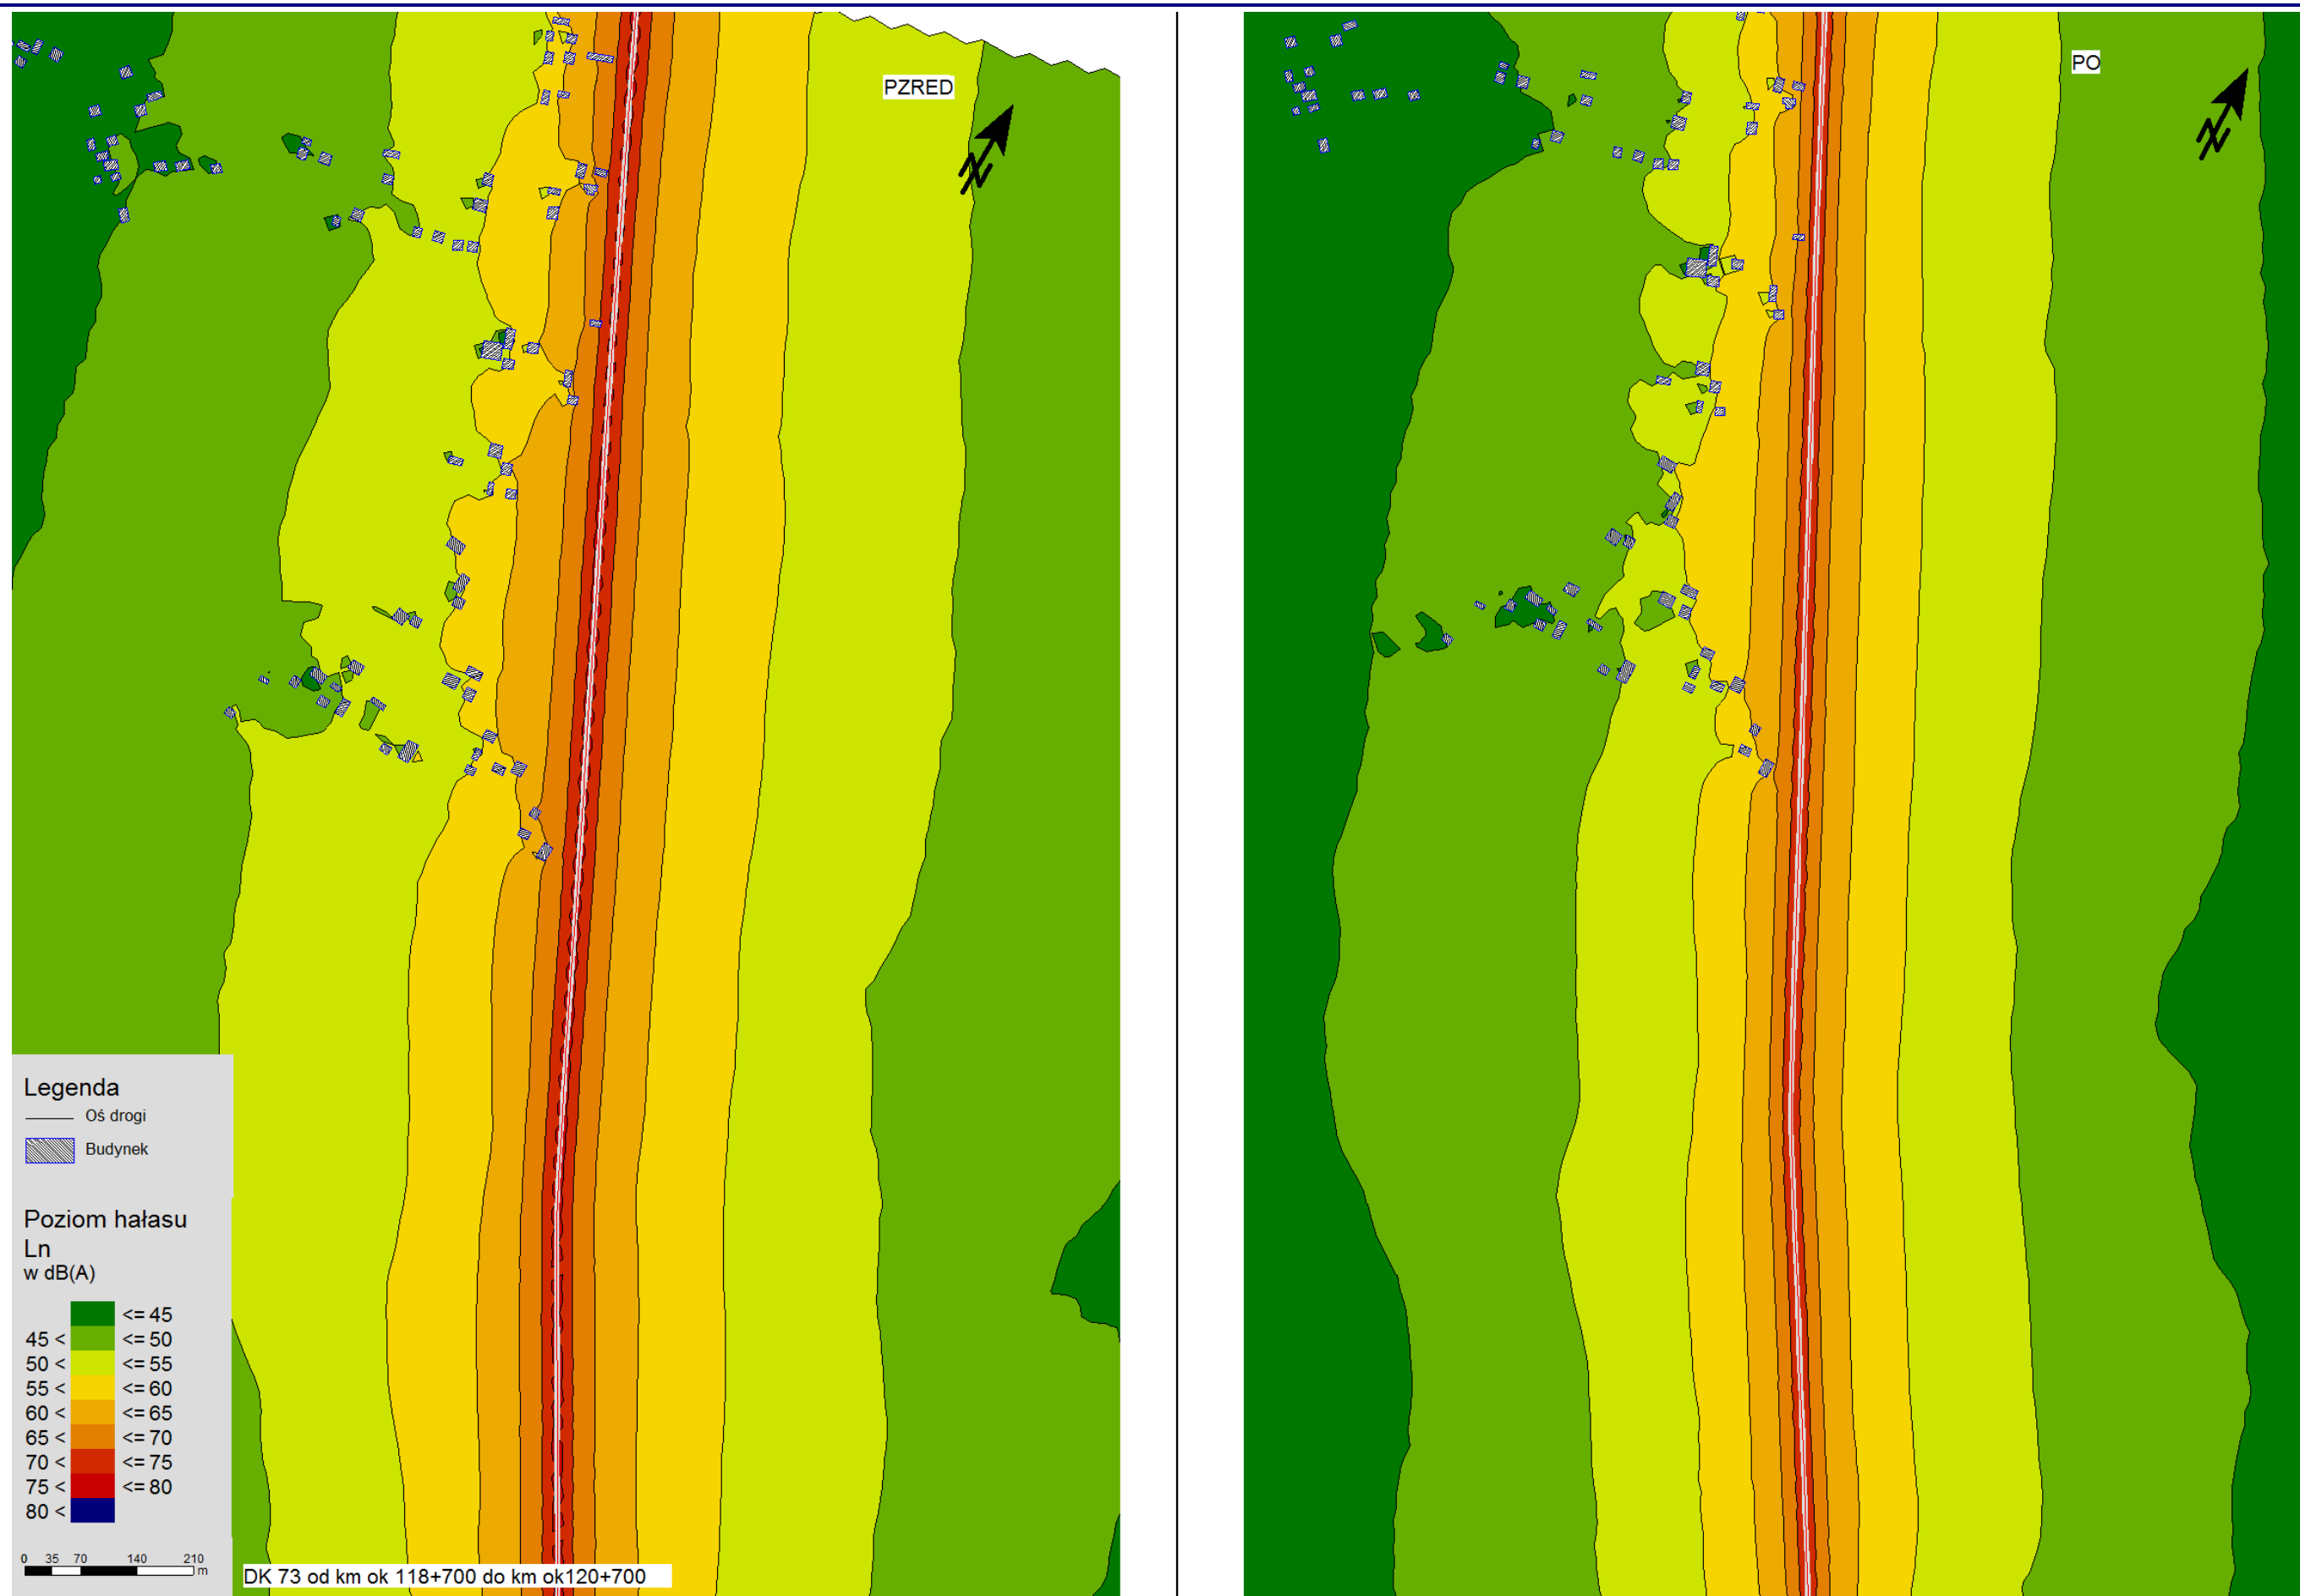 PZRED
PO
N
N
Legenda
Oś drogi
Budynek
Poziom hałasu
Ln
w dB(A)
<= 45
45 < <= 50
50 < <= 55
55 < <= 60
60 < <= 65
65 < <= 70
70 < <= 75
75 < <= 80
80 <
0 35 70 140 210
m
DK 73 od km ok 118+700 do km ok120+700